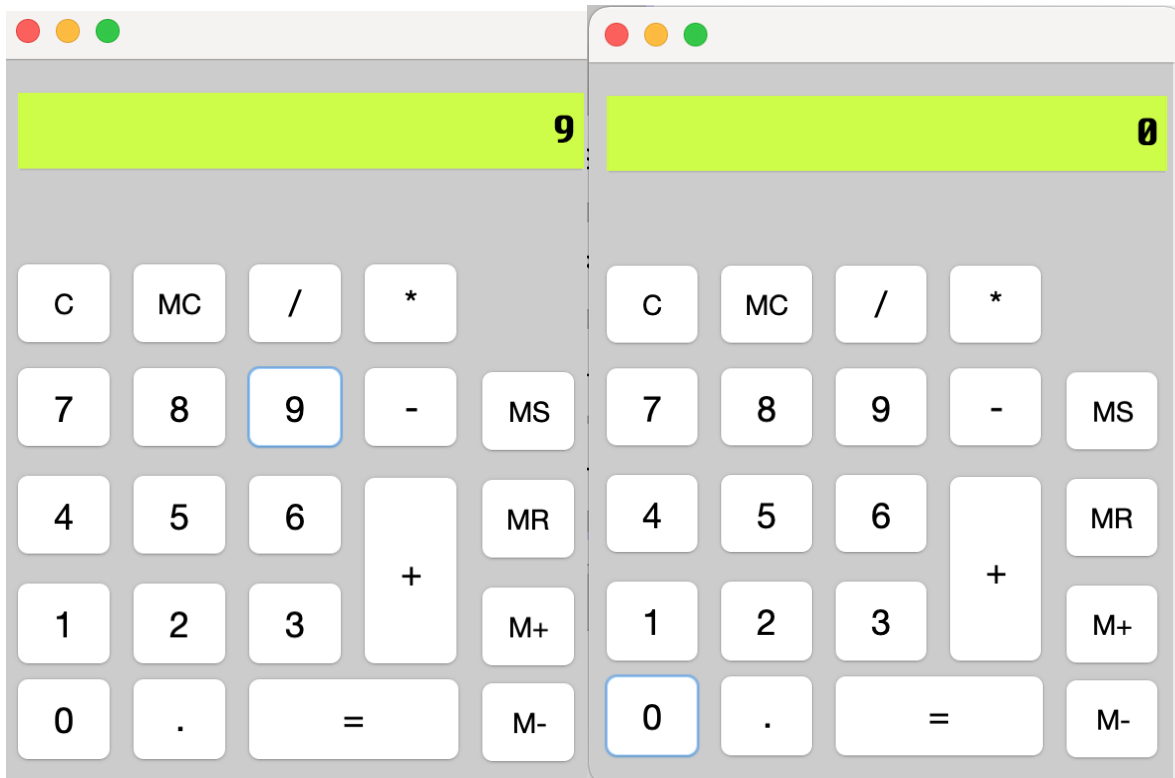 9
C MC / *
7 8 9 - MS
4 5 6 MR
+
1 2 3 M+
0 . = M-
0
C MC / *
7 8 9 - MS
4 5 6 MR
+
1 2 3 M+
0 . = M-